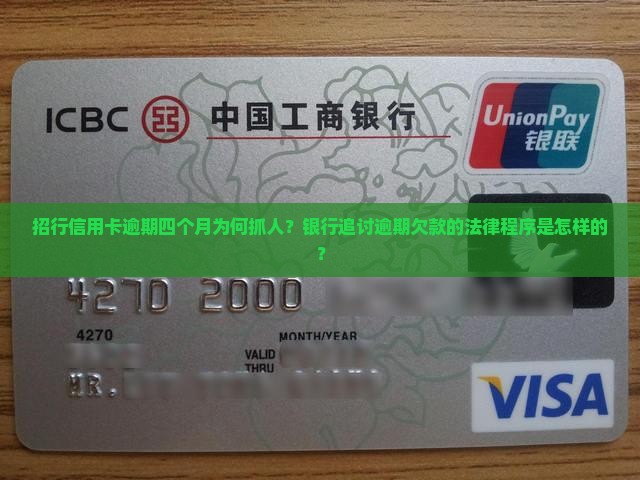 ICBC 中国工商银行
UnionPay
银联
招行信用卡逾期四个月为何抓人？银行追讨逾期欠款的法律程序是怎样的
？
4270 2000
4270
MONTH/YEAR
VALID
THRU
MR.
VISA